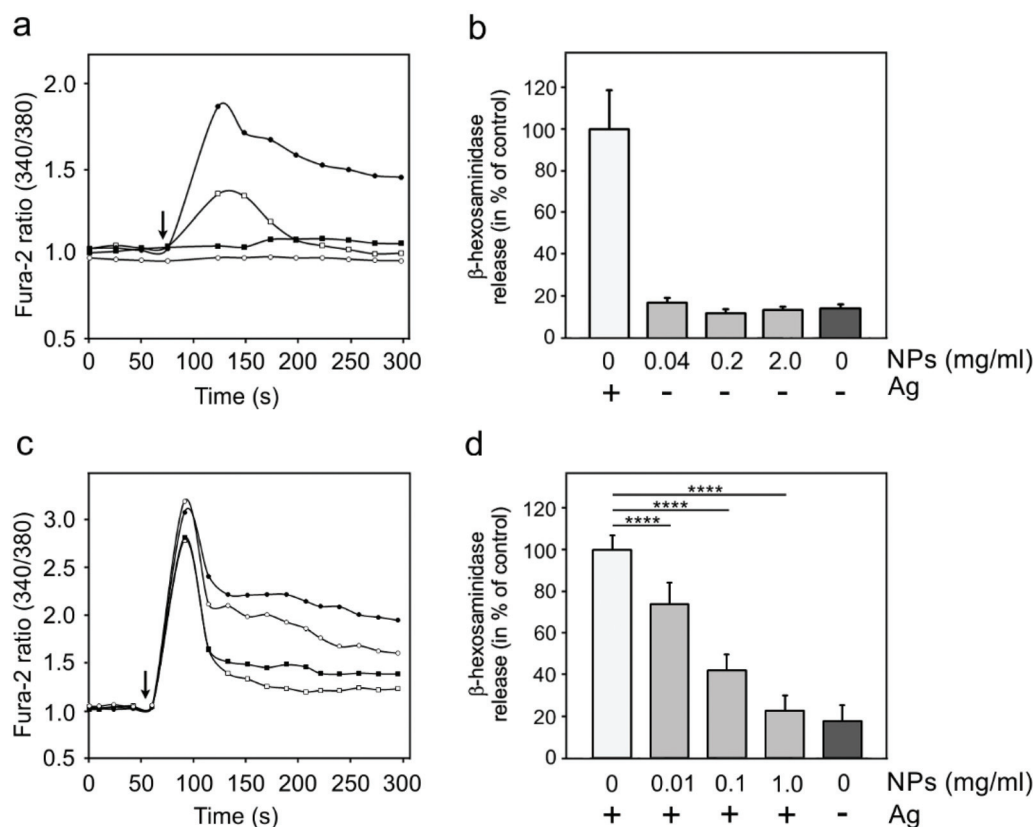 a
Fura-2 ratio (340/380)
2.0
1.5
1.0
0.5
0 50 100 150 200 250 300
Time (s)
b
β-hexosaminidase
release (in % of control)
120
100
80
60
40
20
0
0 0.04 0.2 2.0 0 NPs (mg/ml)
+ - - - - Ag
c
Fura-2 ratio (340/380)
3.0
2.5
2.0
1.5
1.0
0.5
0 50 100 150 200 250 300
Time (s)
d
β-hexosaminidase
release (in % of control)
120
100
80
60
40
20
0
****
****
****
0 0.01 0.1 1.0 0 NPs (mg/ml)
+ + + + - Ag